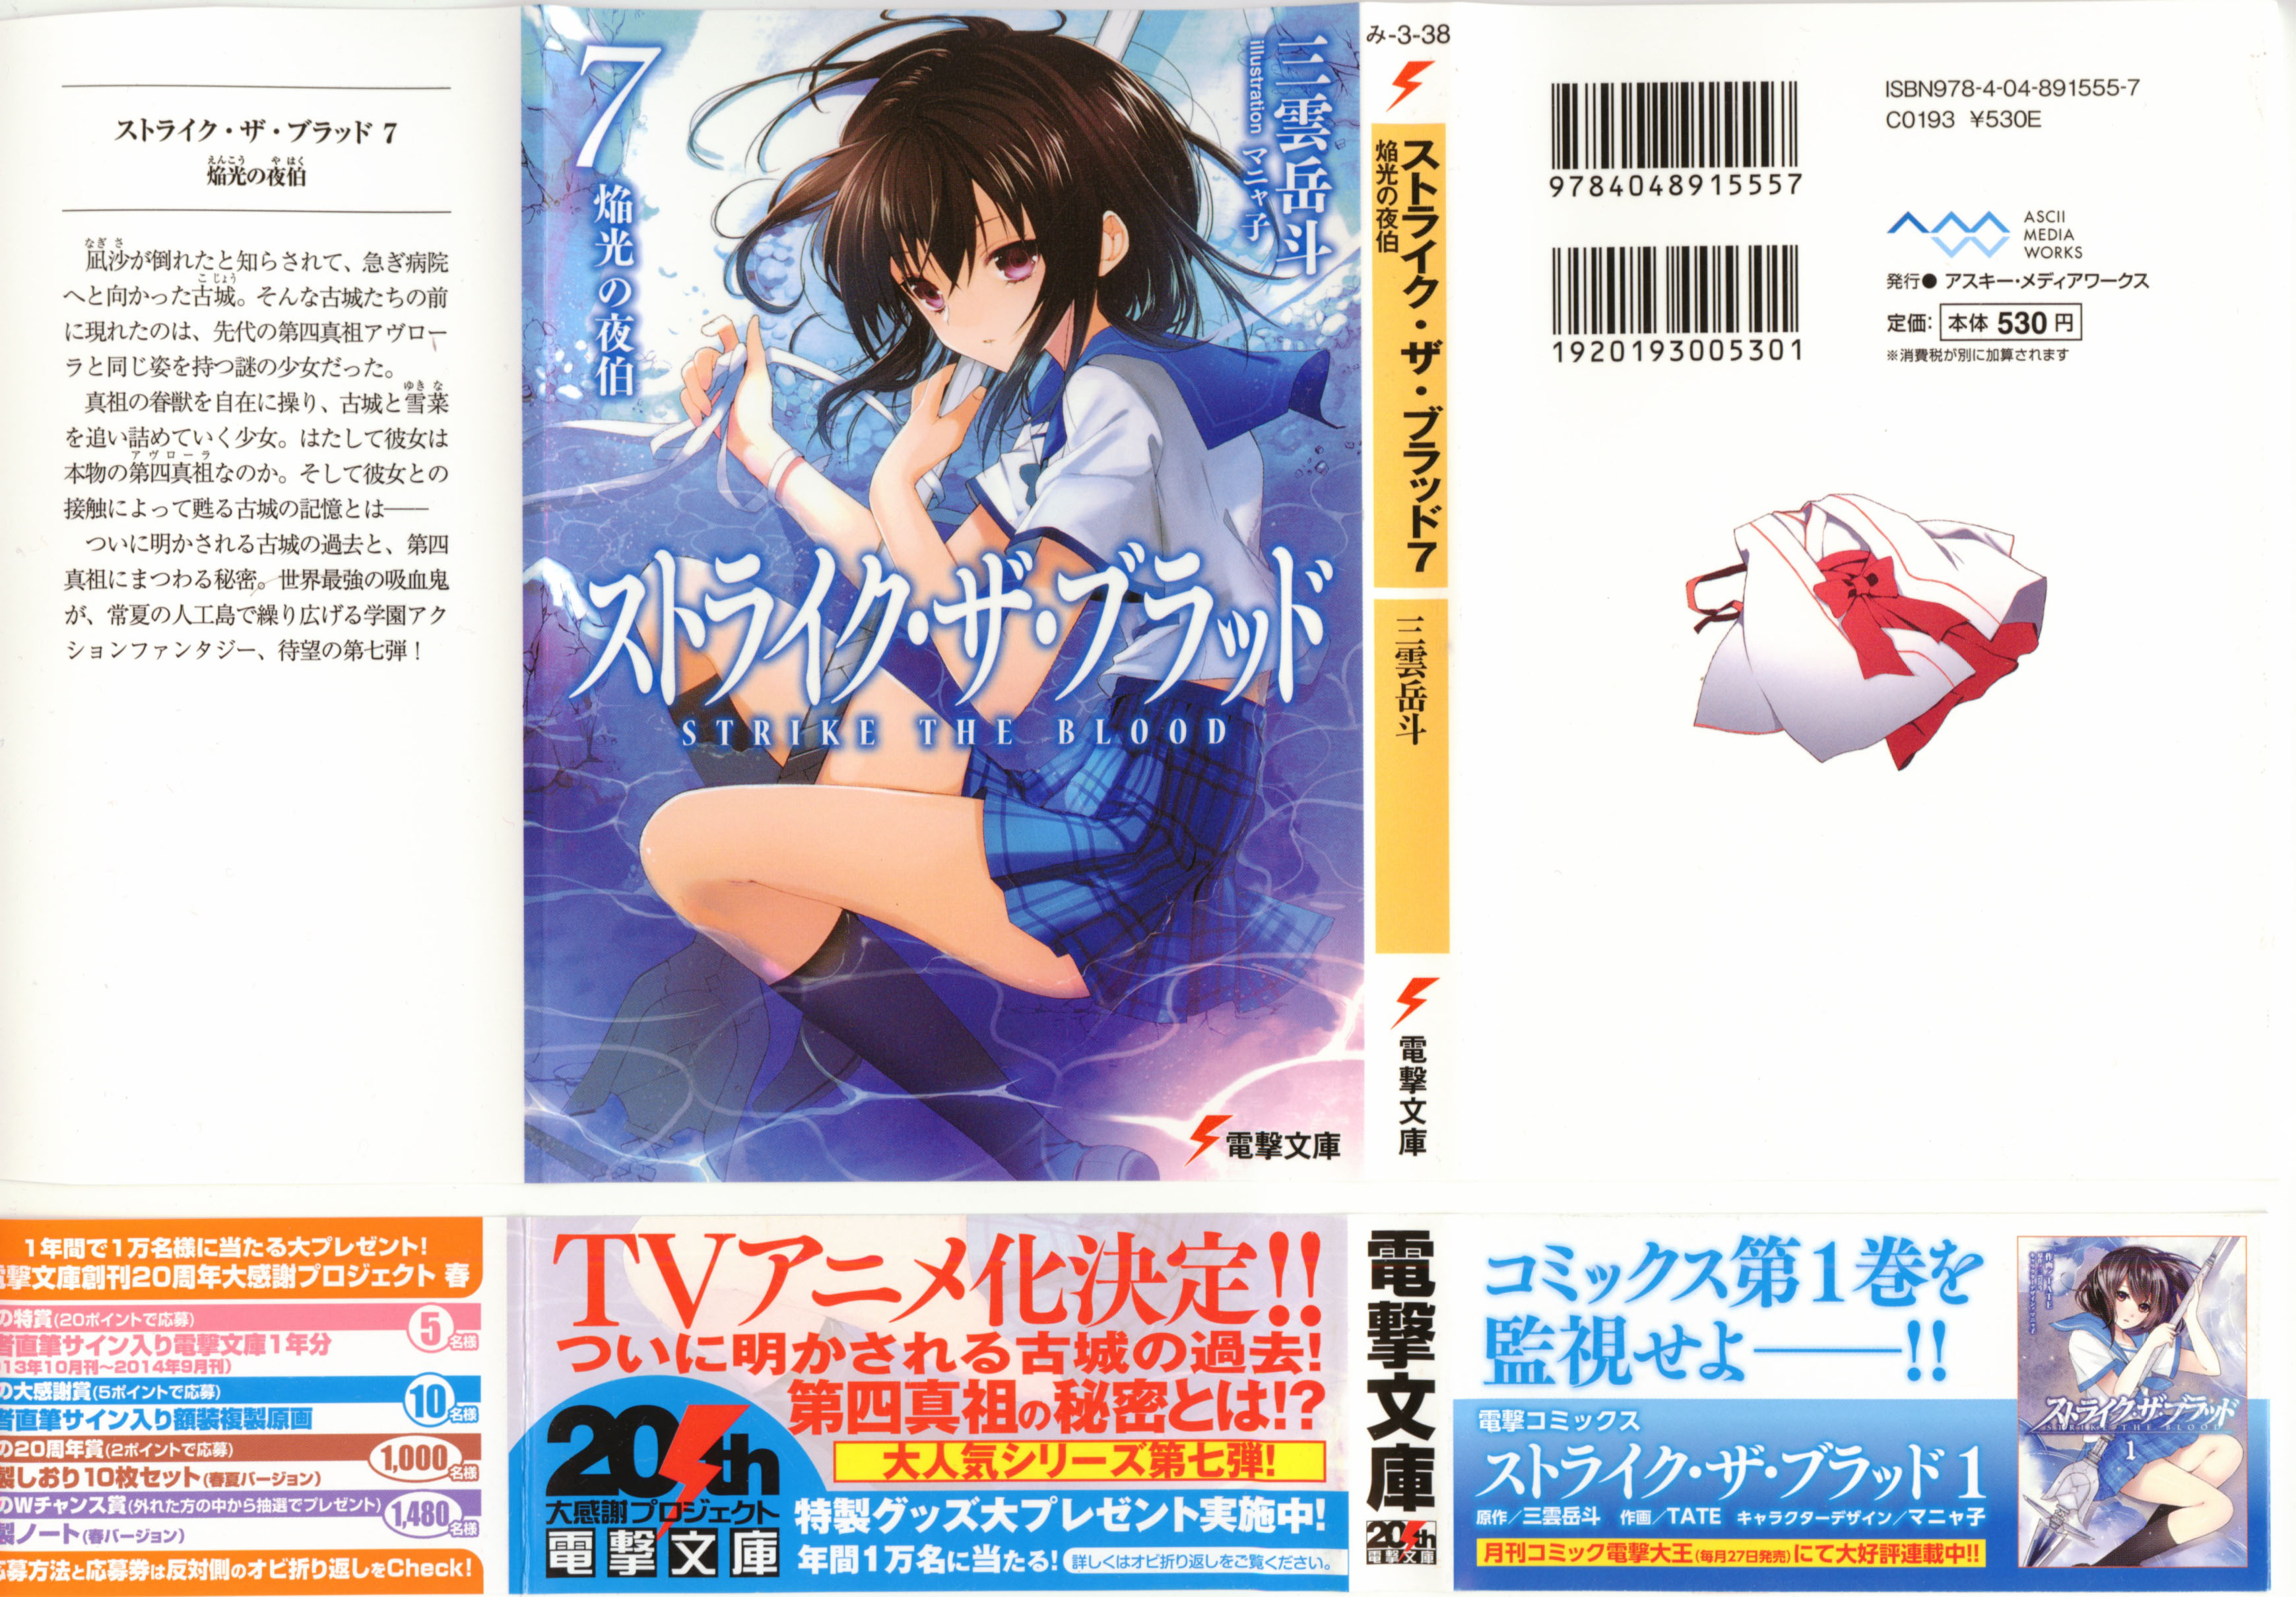 ストライク・ザ・ブラッド 7
えんこう や はく
焔光の夜伯
なぎ さ
凪沙が倒れたと知らされて、急ぎ病院
こじょう
へと向かった古城。そんな古城たちの前
に現れたのは、先代の第四真祖アヴロー
ラと同じ姿を持つ謎の少女だった。
ゆき な
真祖の眷獣を自在に操り、古城と雪菜
を追い詰めていく少女。はたして彼女は
アヴローラ
本物の第四真祖なのか。そして彼女との
接触によって甦る古城の記憶とは――
ついに明かされる古城の過去と、第四
真祖にまつわる秘密。世界最強の吸血鬼
が、常夏の人工島で繰り広げる学園アク
ションファンタジー、待望の第七弾！
7
焔光の夜伯
三雲岳斗
illustration マニャ子
ストライク・ザ・ブラッド
STRIKE THE BLOOD
電撃文庫
み-3-38
ストライク・ザ・ブラッド7
焔光の夜伯
三雲岳斗
電撃文庫
9784048915557
1920193005301
ISBN978-4-04-891555-7
C0193 ¥530E
ASCII
MEDIA
WORKS
発行● アスキー・メディアワークス
定価: 本体 530 円
※消費税が別に加算されます
1年間で1万名様に当たる大プレゼント!
撃文庫創刊20周年大感謝プロジェクト 春
の特賞(20ポイントで応募)
者直筆サイン入り電撃文庫1年分
13年10月刊～2014年9月刊)
5名様
の大感謝賞(5ポイントで応募)
者直筆サイン入り額装複製原画
10名様
の20周年賞(2ポイントで応募)
製しおり10枚セット(春夏バージョン)
1,000名様
のWチャンス賞(外れた方の中から抽選でプレゼント)
製ノート(春バージョン)
1,480名様
応募方法と応募券は反対側のオビ折り返しをCheck!
TVアニメ化決定!!
ついに明かされる古城の過去!
第四真祖の秘密とは!?
大人気シリーズ第七弾!
20th
大感謝プロジェクト
電撃文庫
特製グッズ大プレゼント実施中!
年間1万名に当たる! 詳しくはオビ折り返しをご覧ください。
電撃文庫
20th
電撃文庫
コミックス第1巻を
監視せよ――!!
電撃コミックス
ストライク・ザ・ブラッド 1
原作／三雲岳斗 作画／TATE キャラクターデザイン／マニャ子
月刊コミック電撃大王(毎月27日発売)にて大好評連載中!!
ストライク・ザ・ブラッド
STRIKE THE BLOOD
1